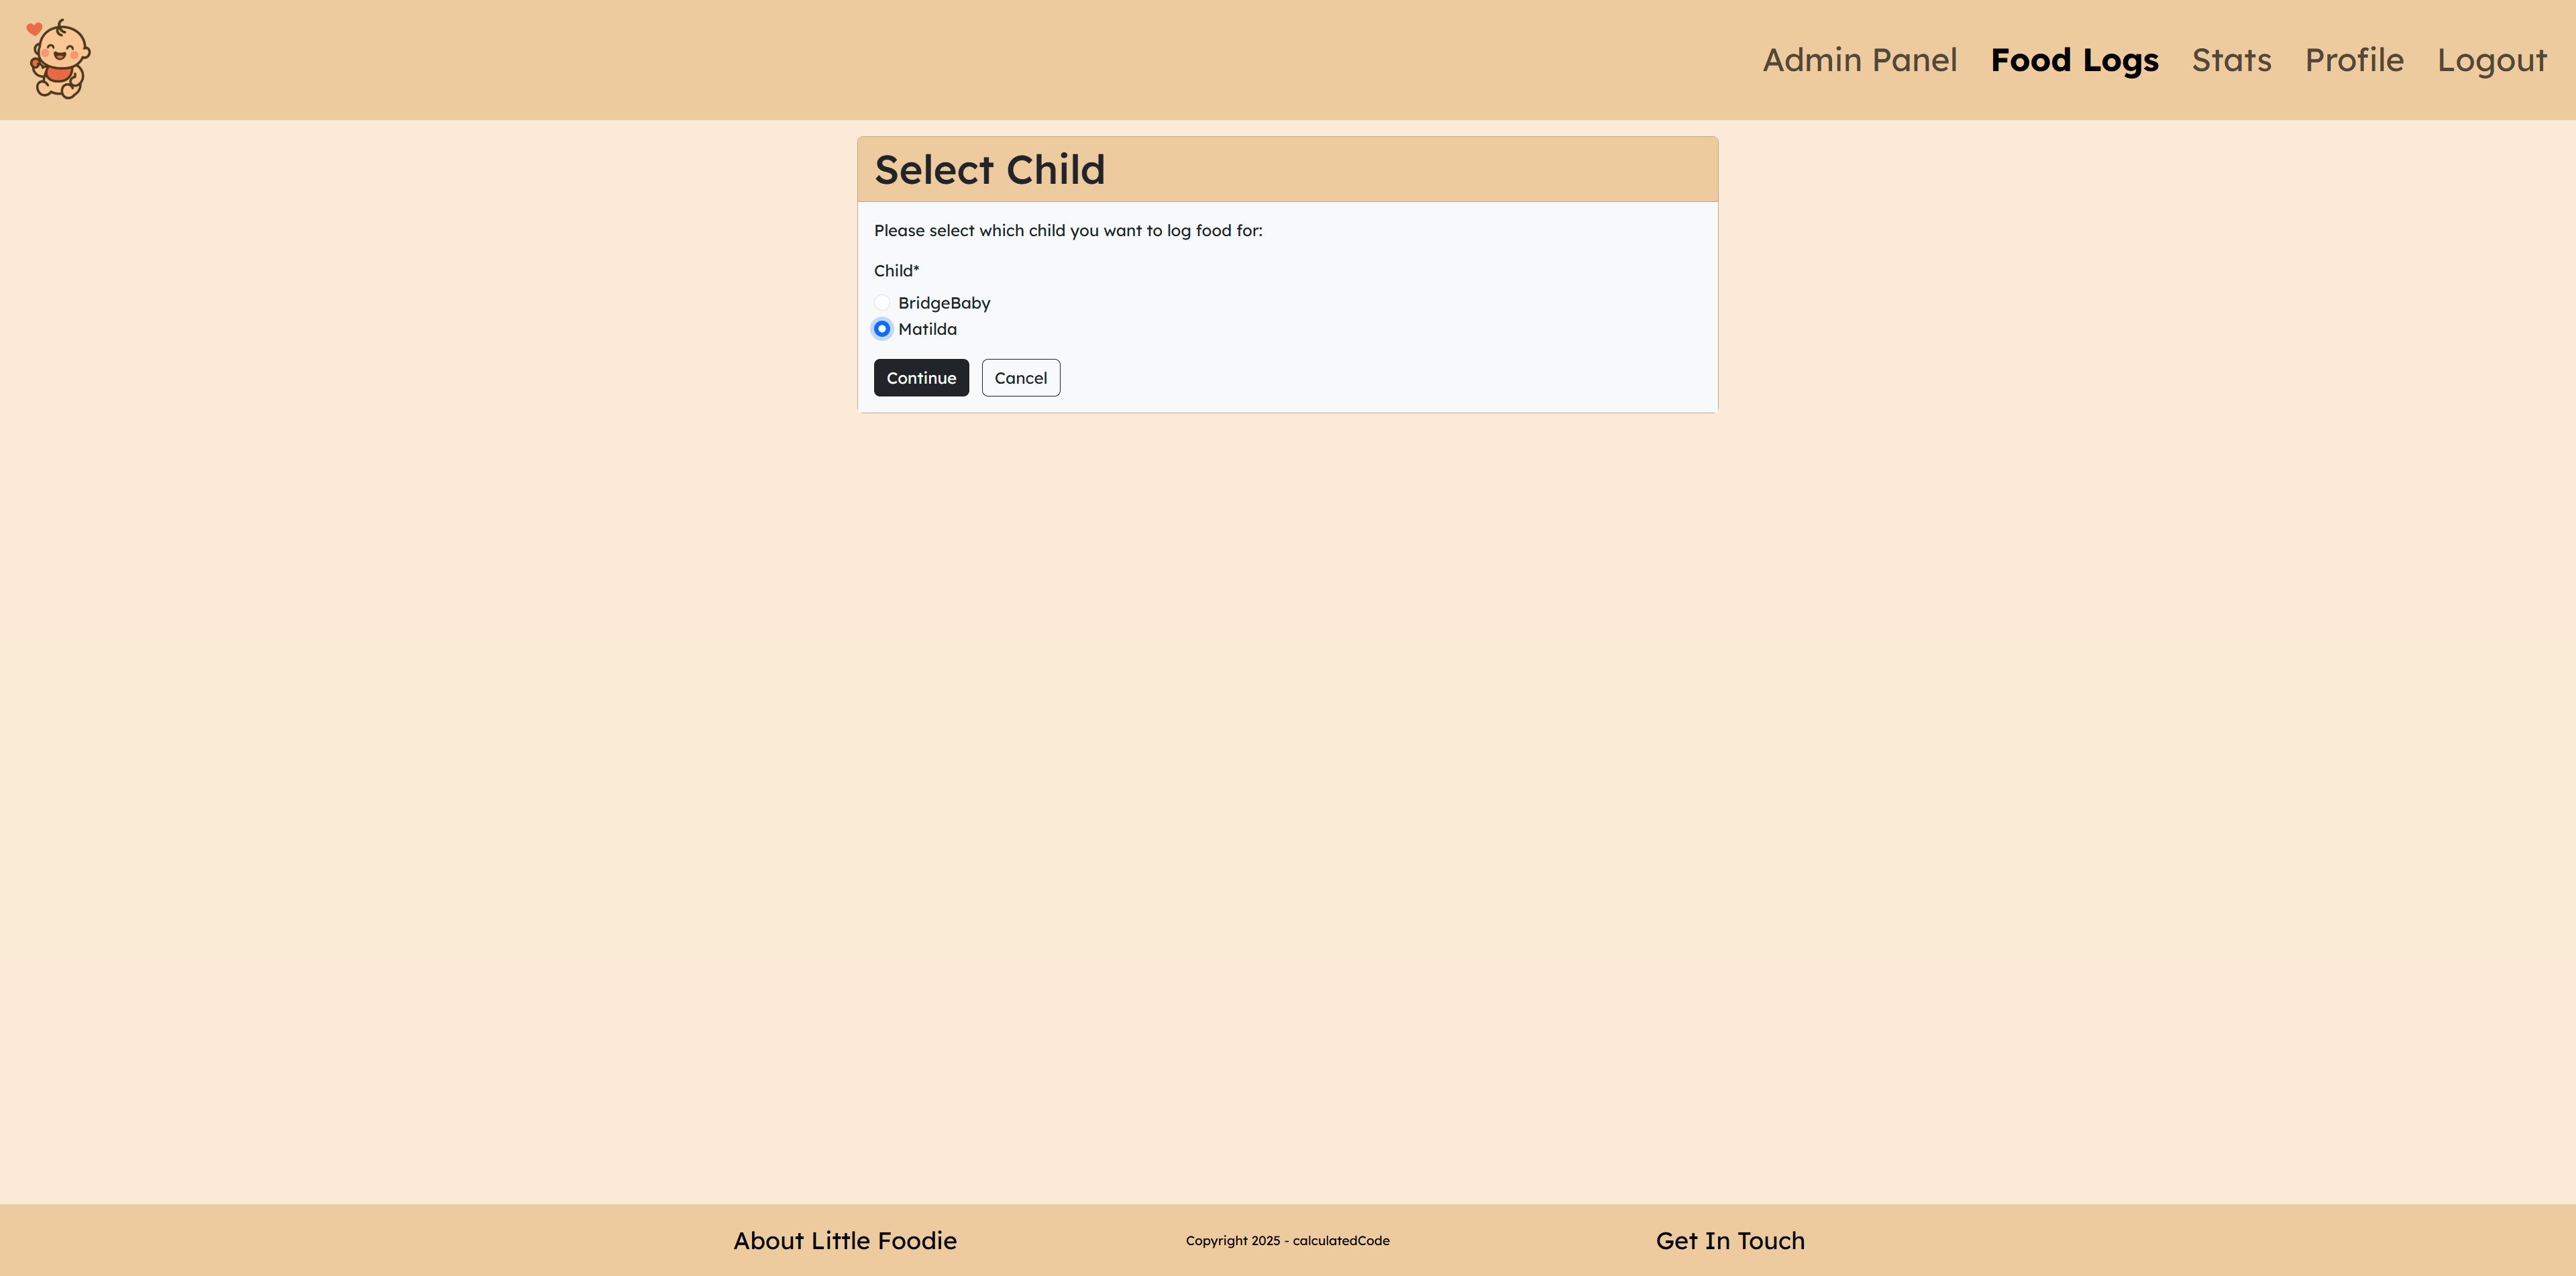 Admin Panel Food Logs Stats Profile Logout
Select Child
Please select which child you want to log food for:
Child*
BridgeBaby
Matilda
Continue Cancel
About Little Foodie Copyright 2025 - calculatedCode Get In Touch